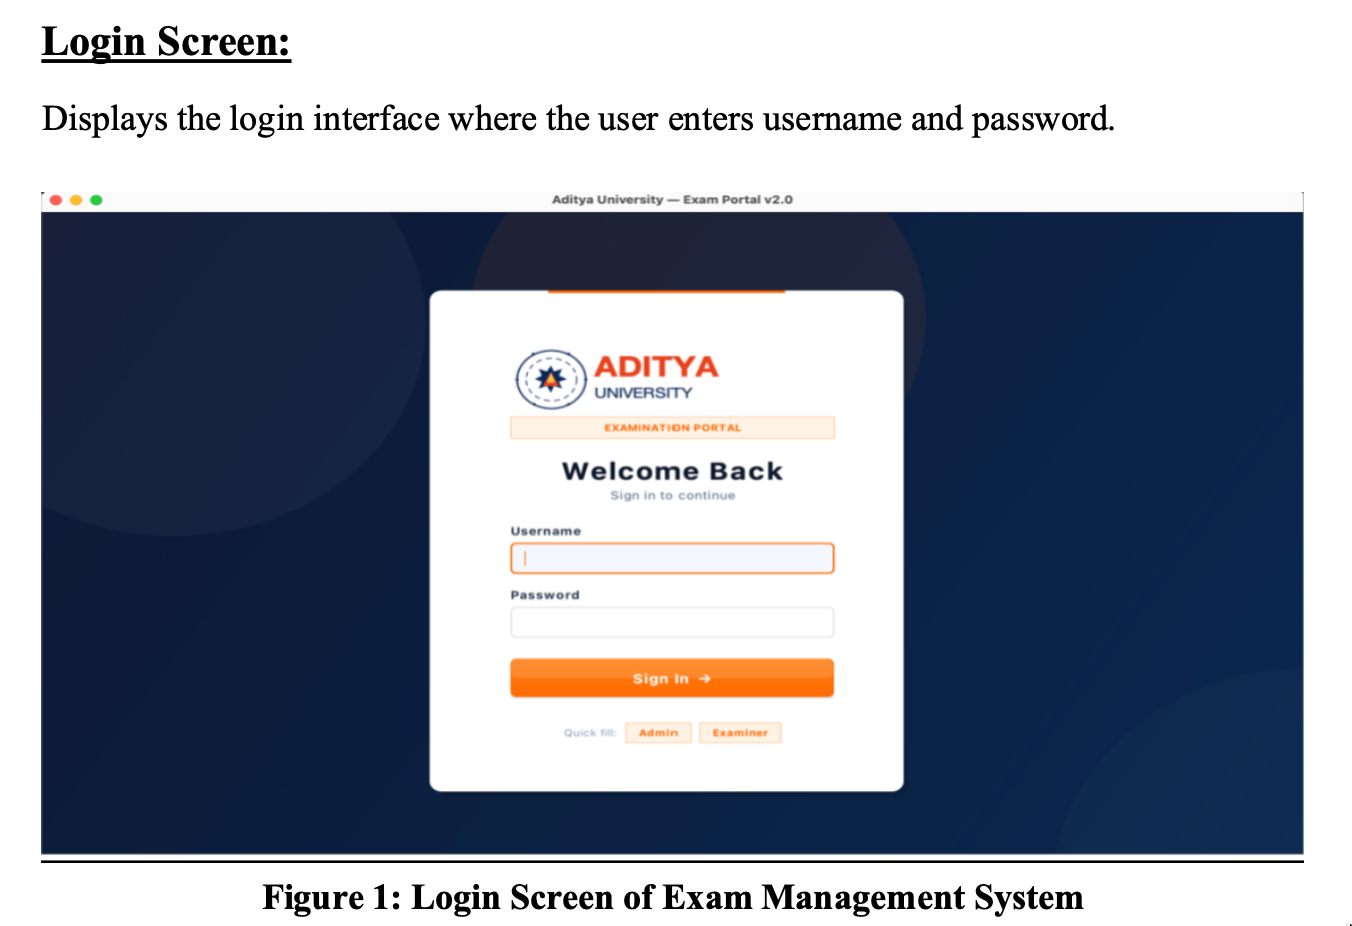 Login Screen:
Displays the login interface where the user enters username and password.
Aditya University — Exam Portal v2.0
ADITYA
UNIVERSITY
EXAMINATION PORTAL
Welcome Back
Sign in to continue
Username
Password
Sign In →
Quick fill: Admin Examiner
Figure 1: Login Screen of Exam Management System